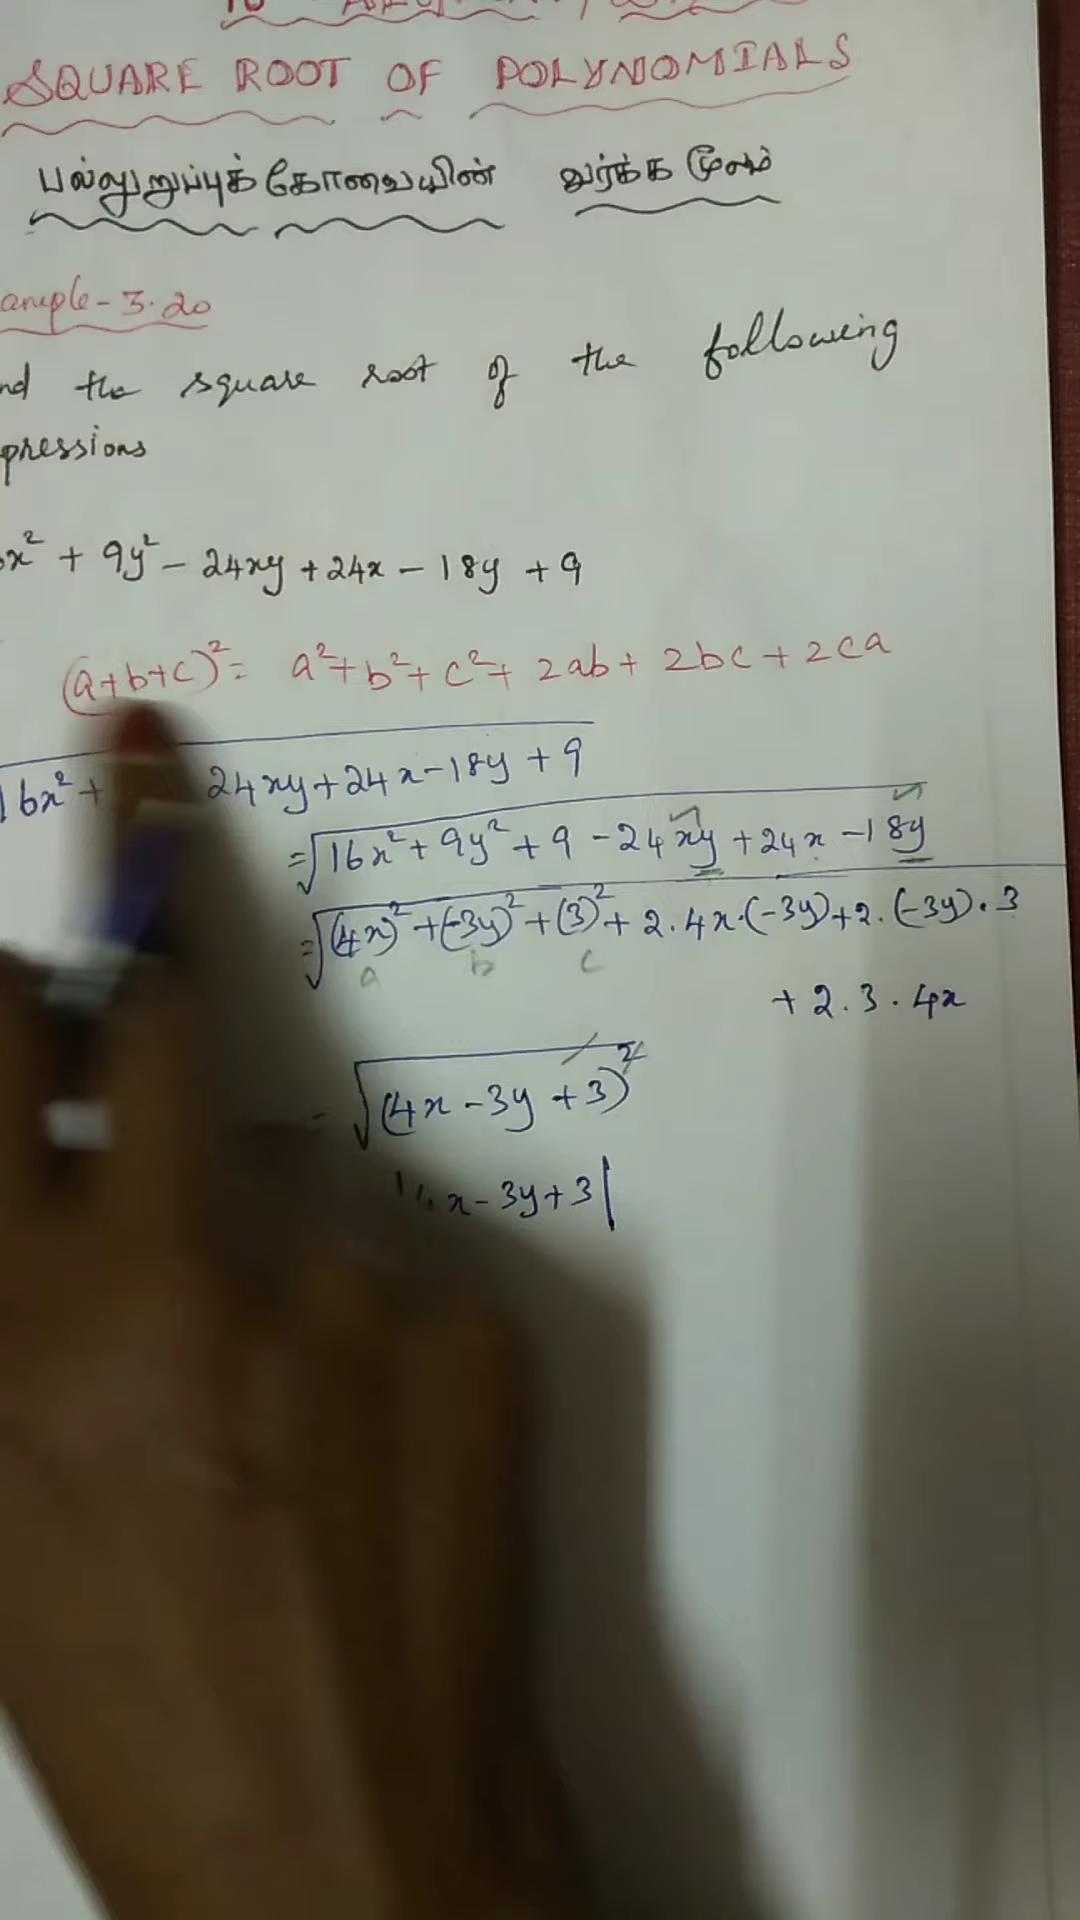 SQUARE ROOT OF POLYNOMIALS
பல்லுறுப்புக்கோவையின் வர்க்க மூலம்
ample - 3.20
nd the square root of the following
pressions
x² + 9y² - 24xy + 24x - 18y + 9
(a+b+c)² = a² + b² + c² + 2ab + 2bc + 2ca
16x² + 24xy + 24x - 18y + 9
= √16x² + 9y² + 9 - 24xy + 24x - 18y
= √(4x)² + (-3y)² + (3)² + 2.4x.(-3y) + 2.(-3y).3
a b c
+ 2.3.4x
√(4x - 3y + 3)²
x - 3y + 3|